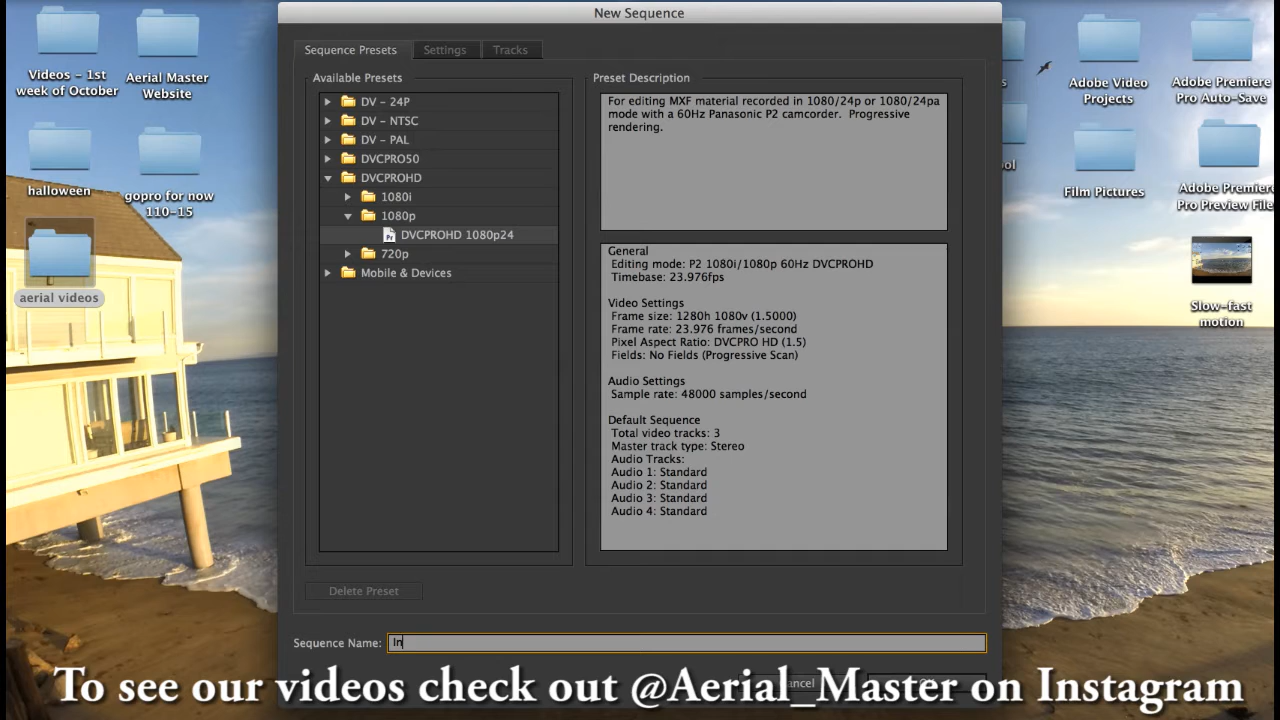 New Sequence
Sequence Presets
Settings
Tracks
Available Presets
DV - 24P
DV - NTSC
DV - PAL
DVCPRO50
DVCPROHD
1080i
1080p
DVCPROHD 1080p24
720p
Mobile & Devices
Delete Preset
Preset Description
For editing MXF material recorded in 1080/24p or 1080/24pa
mode with a 60Hz Panasonic P2 camcorder. Progressive
rendering.
General
Editing mode: P2 1080i/1080p 60Hz DVCPROHD
Timebase: 23.976fps
Video Settings
Frame size: 1280h 1080v (1.5000)
Frame rate: 23.976 frames/second
Pixel Aspect Ratio: DVCPRO HD (1.5)
Fields: No Fields (Progressive Scan)
Audio Settings
Sample rate: 48000 samples/second
Default Sequence
Total video tracks: 3
Master track type: Stereo
Audio Tracks:
Audio 1: Standard
Audio 2: Standard
Audio 3: Standard
Audio 4: Standard
Sequence Name: In
Videos - 1st
week of October
Aerial Master
Website
halloween
gopro for now
110-15
aerial videos
Adobe Video
Projects
Adobe Premiere
Pro Auto-Save
Film Pictures
Adobe Premiere
Pro Preview File
Slow-fast
motion
To see our videos check out @Aerial_Master on Instagram